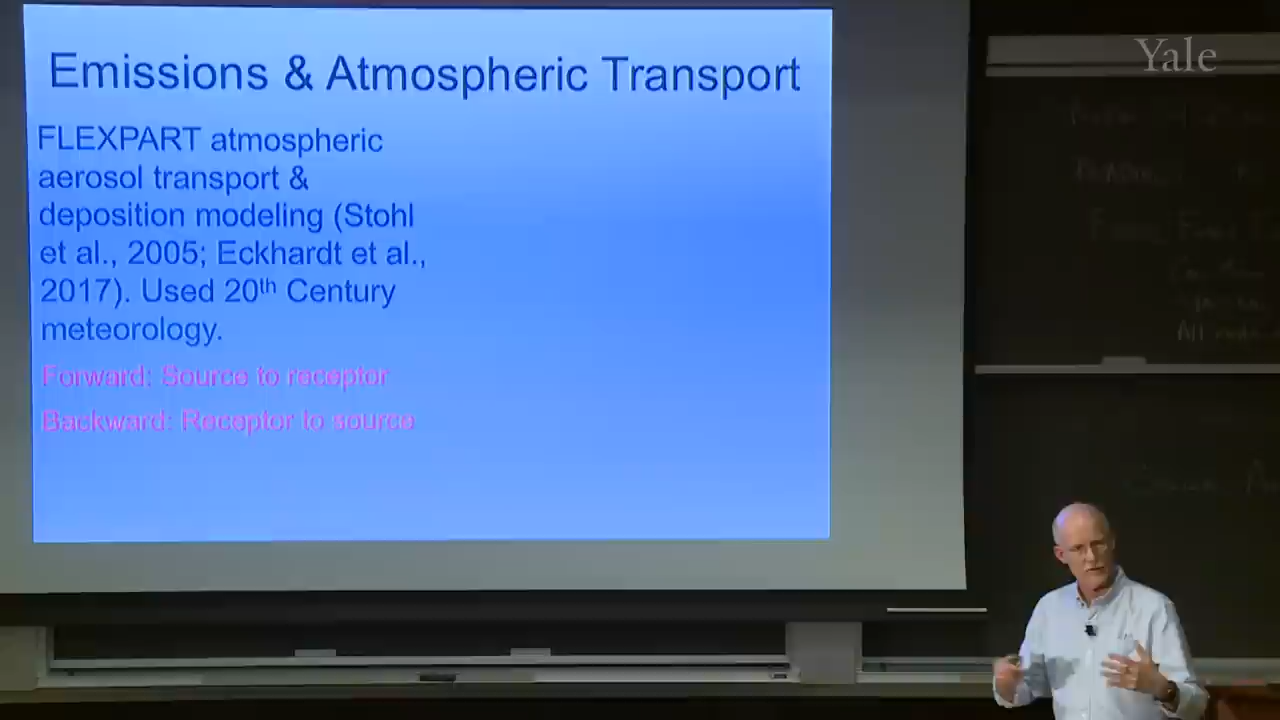 Emissions & Atmospheric Transport
Yale
FLEXPART atmospheric
aerosol transport &
deposition modeling (Stohl
et al., 2005; Eckhardt et al.,
2017). Used 20th Century
meteorology.
Forward: Source to receptor
Backward: Receptor to source